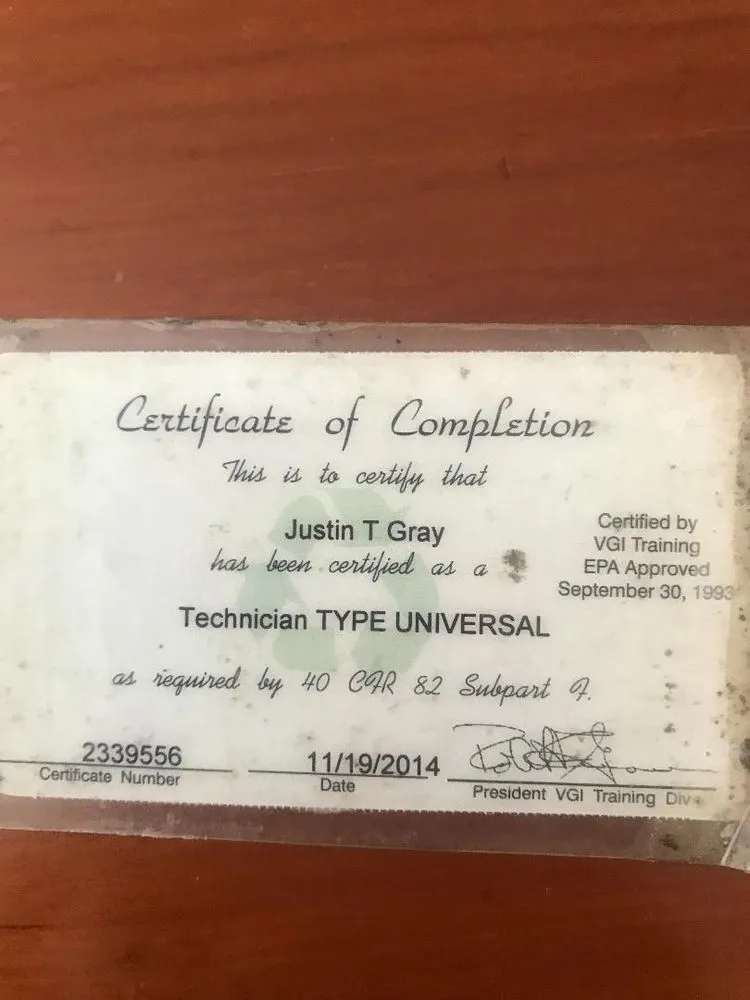 Certificate of Completion
This is to certify that
Justin T Gray
has been certified as a
Technician TYPE UNIVERSAL
as required by 40 CFR 82 Subpart F.
Certified by
VGI Training
EPA Approved
September 30, 1993
2339556
Certificate Number
11/19/2014
Date
President VGI Training Div.